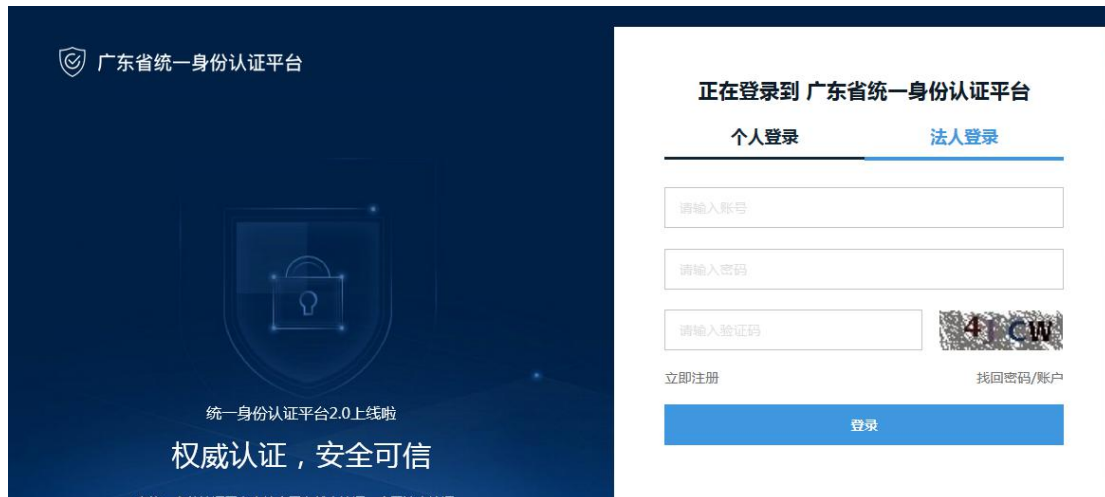 广东省统一身份认证平台
统一身份认证平台2.0上线啦
权威认证，安全可信
正在登录到 广东省统一身份认证平台
个人登录 法人登录
请输入账号
请输入密码
请输入验证码
立即注册 找回密码/账户
登录